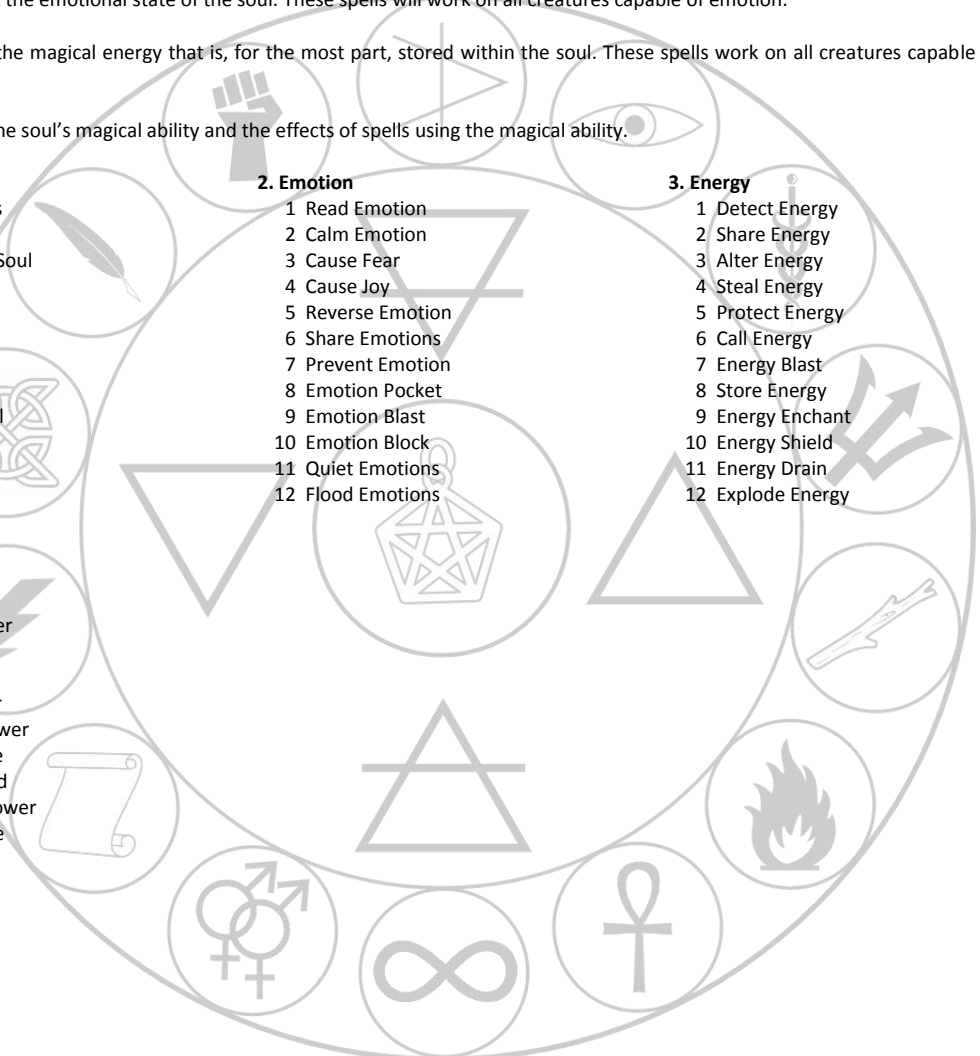 the emotional state of the soul. These spells will work on all creatures capable of emotion.
the magical energy that is, for the most part, stored within the soul. These spells work on all creatures capable
soul's magical ability and the effects of spells using the magical ability.
2. Emotion
1 Read Emotion
2 Calm Emotion
3 Cause Fear
4 Cause Joy
5 Reverse Emotion
6 Share Emotions
7 Prevent Emotion
8 Emotion Pocket
9 Emotion Blast
10 Emotion Block
11 Quiet Emotions
12 Flood Emotions
3. Energy
1 Detect Energy
2 Share Energy
3 Alter Energy
4 Steal Energy
5 Protect Energy
6 Call Energy
7 Energy Blast
8 Store Energy
9 Energy Enchant
10 Energy Shield
11 Energy Drain
12 Explode Energy
Soul